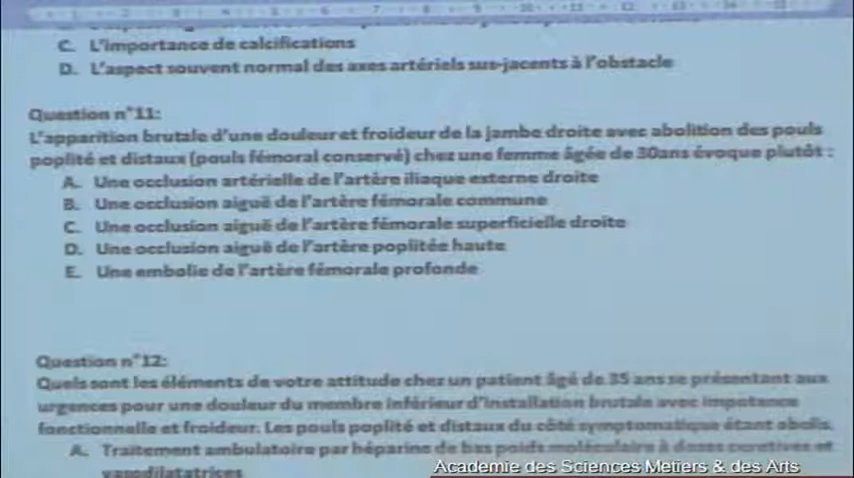 C. L'importance de calcifications
D. L'aspect souvent normal des axes artériels sus-jacents à l'obstacle
Question n°11:
L'apparition brutale d'une douleur et froideur de la jambe droite avec abolition des pouls
poplité et distaux (pouls fémoral conservé) chez une femme âgée de 30ans évoque plutôt :
A. Une occlusion artérielle de l'artère iliaque externe droite
B. Une occlusion aiguë de l'artère fémorale commune
C. Une occlusion aiguë de l'artère fémorale superficielle droite
D. Une occlusion aiguë de l'artère poplitée haute
E. Une embolie de l'artère fémorale profonde
Question n°12:
Quels sont les éléments de votre attitude chez un patient âgé de 35 ans se présentant aux
urgences pour une douleur du membre inférieur d'installation brutale avec impotence
fonctionnelle et froideur. Les pouls poplité et distaux du côté symptomatique étant abolis.
A. Traitement ambulatoire par héparine de bas poids moléculaire à doses curatives et
vasodilatatrices
Academie des Sciences Metiers & des Arts